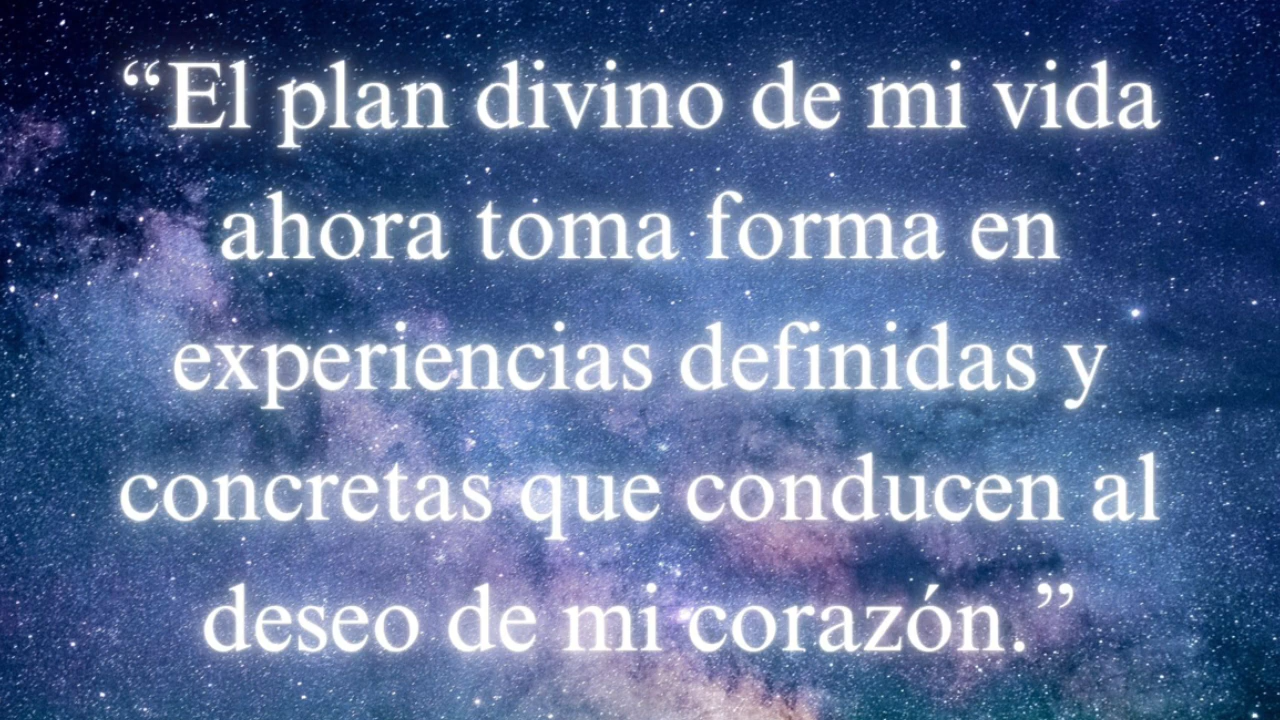 “El plan divino de mi vida
ahora toma forma en
experiencias definidas y
concretas que conducen al
deseo de mi corazón.”